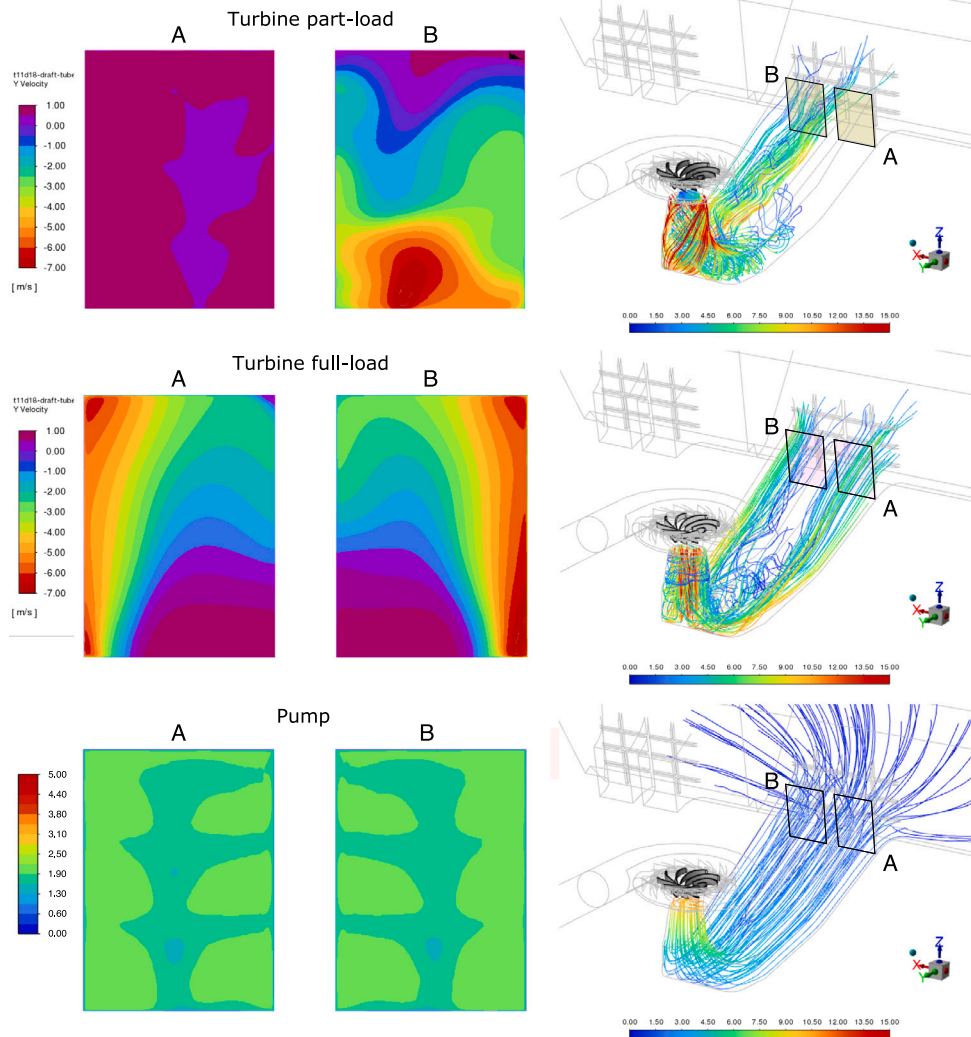 Turbine part-load
A
B
t11d18-draft-tube
Y Velocity
1.00
0.00
-1.00
-2.00
-3.00
-4.00
-5.00
-6.00
-7.00
[ m/s ]
B
A
Z
X
Y
0.00 1.50 3.00 4.50 6.00 7.50 9.00 10.50 12.00 13.50 15.00
Turbine full-load
A
B
t11d18-draft-tube
Y Velocity
1.00
0.00
-1.00
-2.00
-3.00
-4.00
-5.00
-6.00
-7.00
[ m/s ]
B
A
Z
X
Y
0.00 1.50 3.00 4.50 6.00 7.50 9.00 10.50 12.00 13.50 15.00
Pump
A
B
5.00
4.30
3.80
3.10
2.50
1.90
1.30
0.60
0.00
B
A
Z
X
Y
0.00 1.50 3.00 4.50 6.00 7.50 9.00 10.50 12.00 13.50 15.00